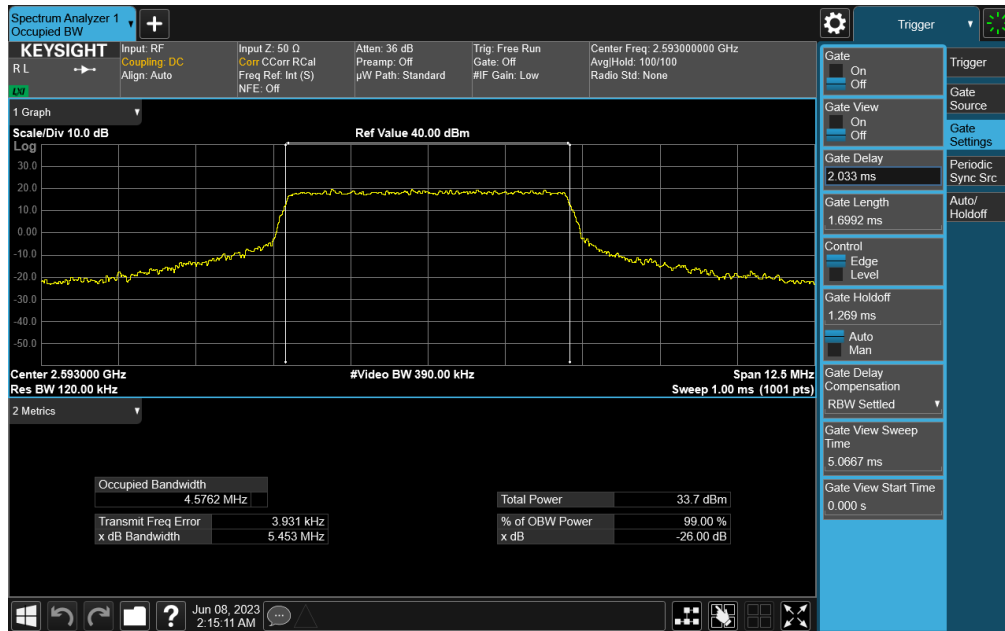 Spectrum Analyzer 1
Occupied BW
Trigger
KEYSIGHT
R L
LXI
Input: RF
Coupling: DC
Align: Auto
Input Z: 50 Ω
Corr CCorr RCal
Freq Ref: Int (S)
NFE: Off
Atten: 36 dB
Preamp: Off
µW Path: Standard
Trig: Free Run
Gate: Off
#IF Gain: Low
Center Freq: 2.593000000 GHz
Avg|Hold: 100/100
Radio Std: None
1 Graph
Scale/Div 10.0 dB
Ref Value 40.00 dBm
Log
30.0
20.0
10.0
0.00
-10.0
-20.0
-30.0
-40.0
-50.0
Center 2.593000 GHz
#Video BW 390.00 kHz
Span 12.5 MHz
Res BW 120.00 kHz
Sweep 1.00 ms (1001 pts)
2 Metrics
Occupied Bandwidth
4.5762 MHz
Total Power 33.7 dBm
Transmit Freq Error 3.931 kHz
% of OBW Power 99.00 %
x dB Bandwidth 5.453 MHz
x dB -26.00 dB
Gate
On
Off
Gate View
On
Off
Gate Delay
2.033 ms
Gate Length
1.6992 ms
Control
Edge
Level
Gate Holdoff
1.269 ms
Auto
Man
Gate Delay
Compensation
RBW Settled
Gate View Sweep
Time
5.0667 ms
Gate View Start Time
0.000 s
Trigger
Gate
Source
Gate
Settings
Periodic
Sync Src
Auto/
Holdoff
?
Jun 08, 2023
2:15:11 AM